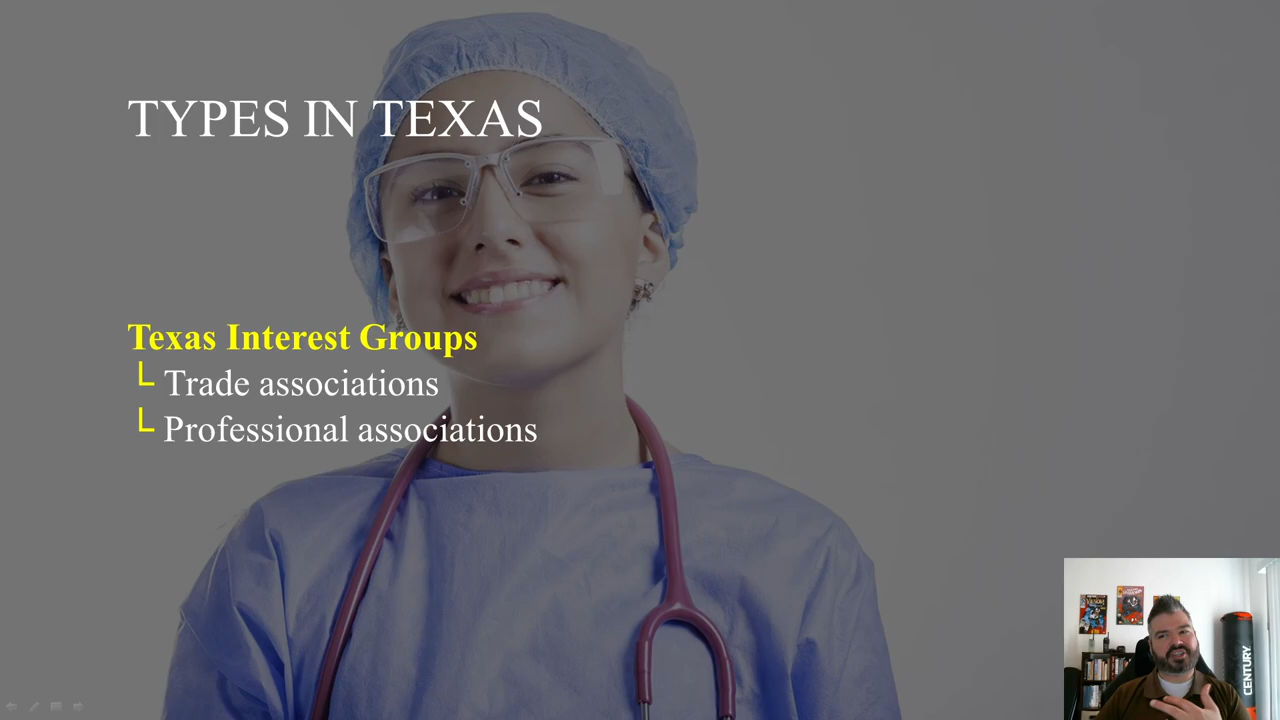 TYPES IN TEXAS
Texas Interest Groups
└ Trade associations
└ Professional associations
CENTURY